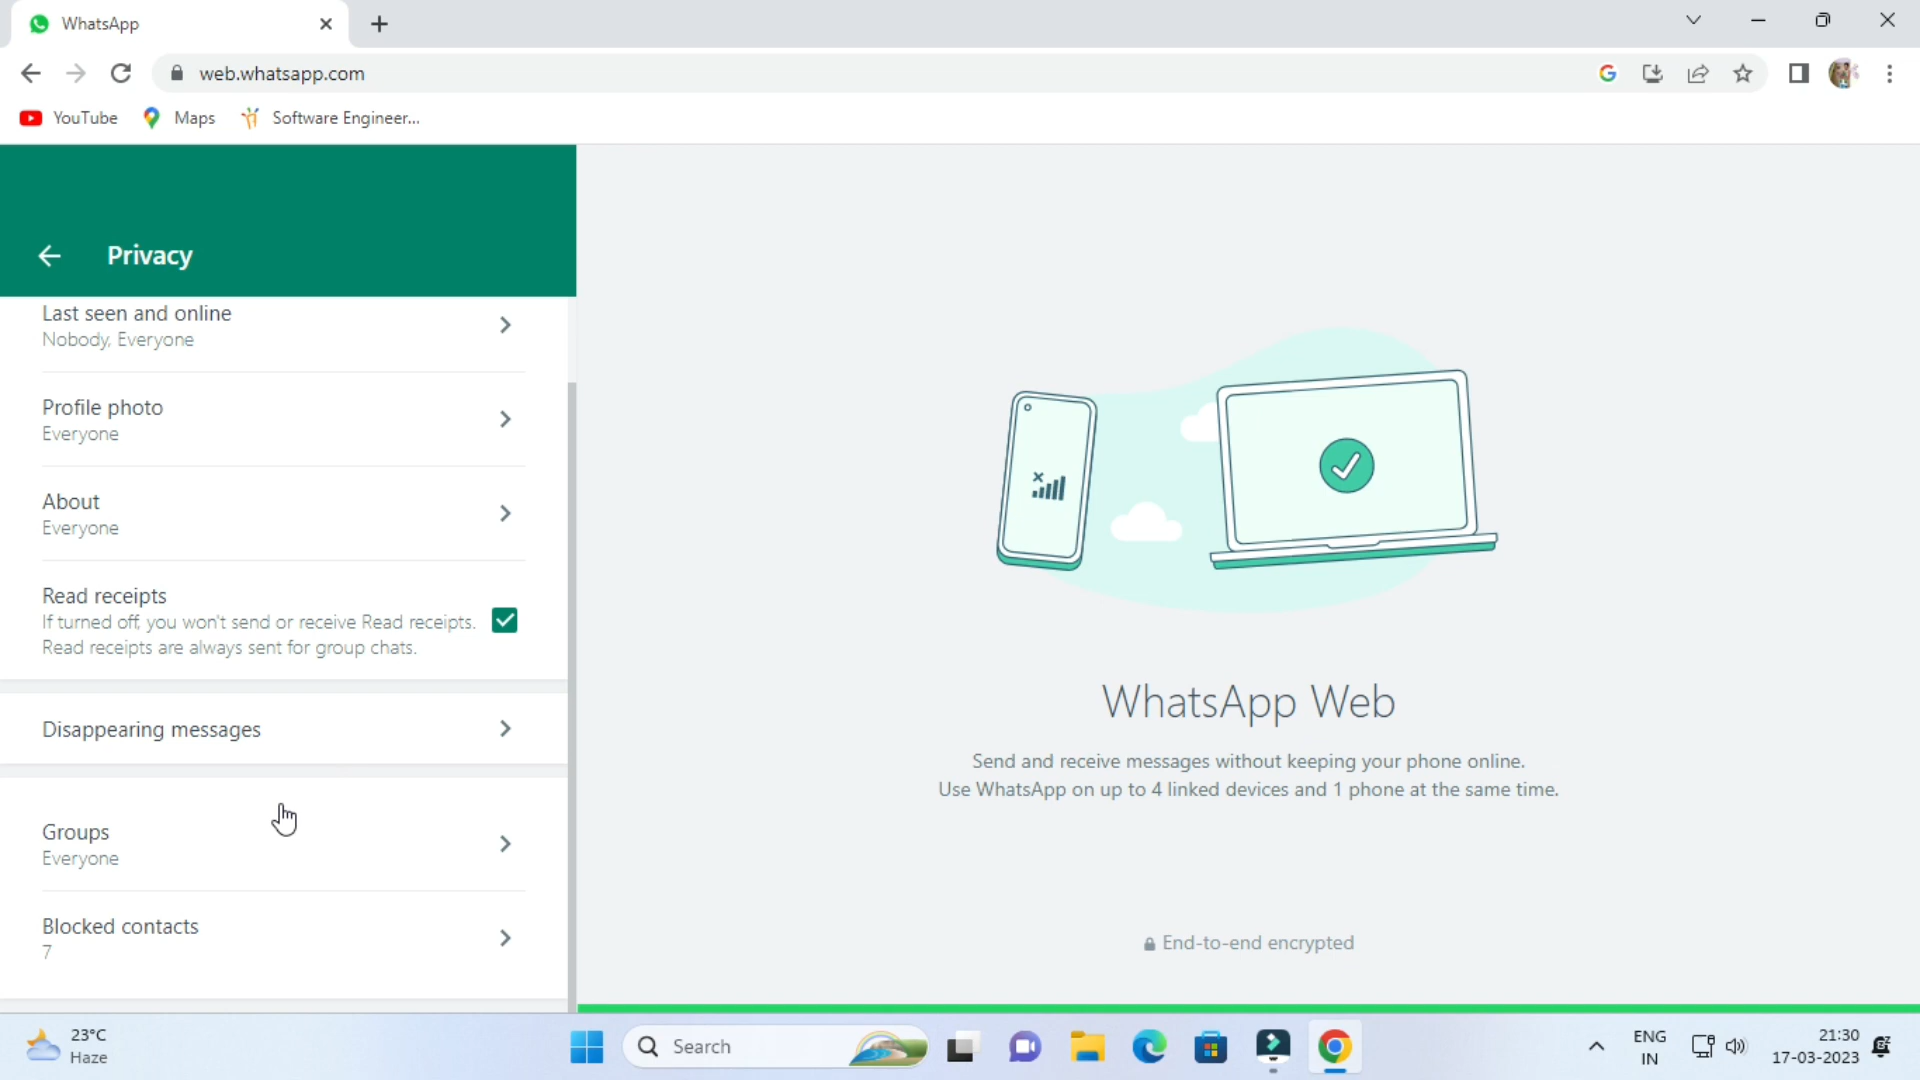 WhatsApp
web.whatsapp.com
YouTube
Maps
Software Engineer...
Privacy
Last seen and online
Nobody, Everyone
Profile photo
Everyone
About
Everyone
Read receipts
If turned off, you won't send or receive Read receipts.
Read receipts are always sent for group chats.
Disappearing messages
Groups
Everyone
Blocked contacts
7
WhatsApp Web
Send and receive messages without keeping your phone online.
Use WhatsApp on up to 4 linked devices and 1 phone at the same time.
End-to-end encrypted
23°C
Haze
Search
ENG
IN
21:30
17-03-2023